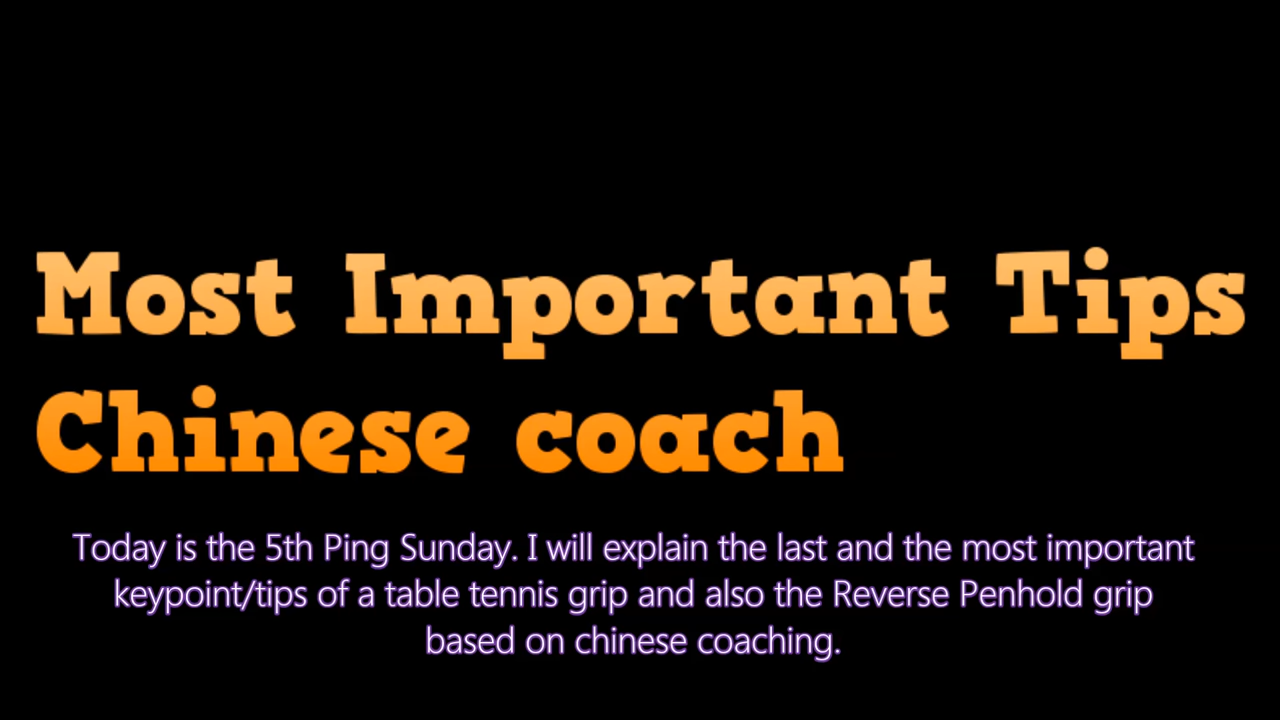 Most Important Tips
Chinese coach
Today is the 5th Ping Sunday. I will explain the last and the most important
keypoint/tips of a table tennis grip and also the Reverse Penhold grip
based on chinese coaching.